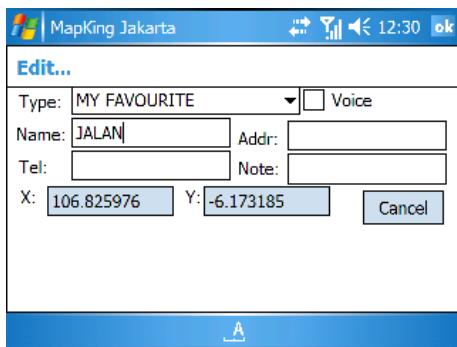 MapKing Jakarta 12:30 ok
Edit...
Type: MY FAVOURITE Voice
Name: JALAN Addr:
Tel: Note:
X: 106.825976 Y: -6.173185 Cancel
A